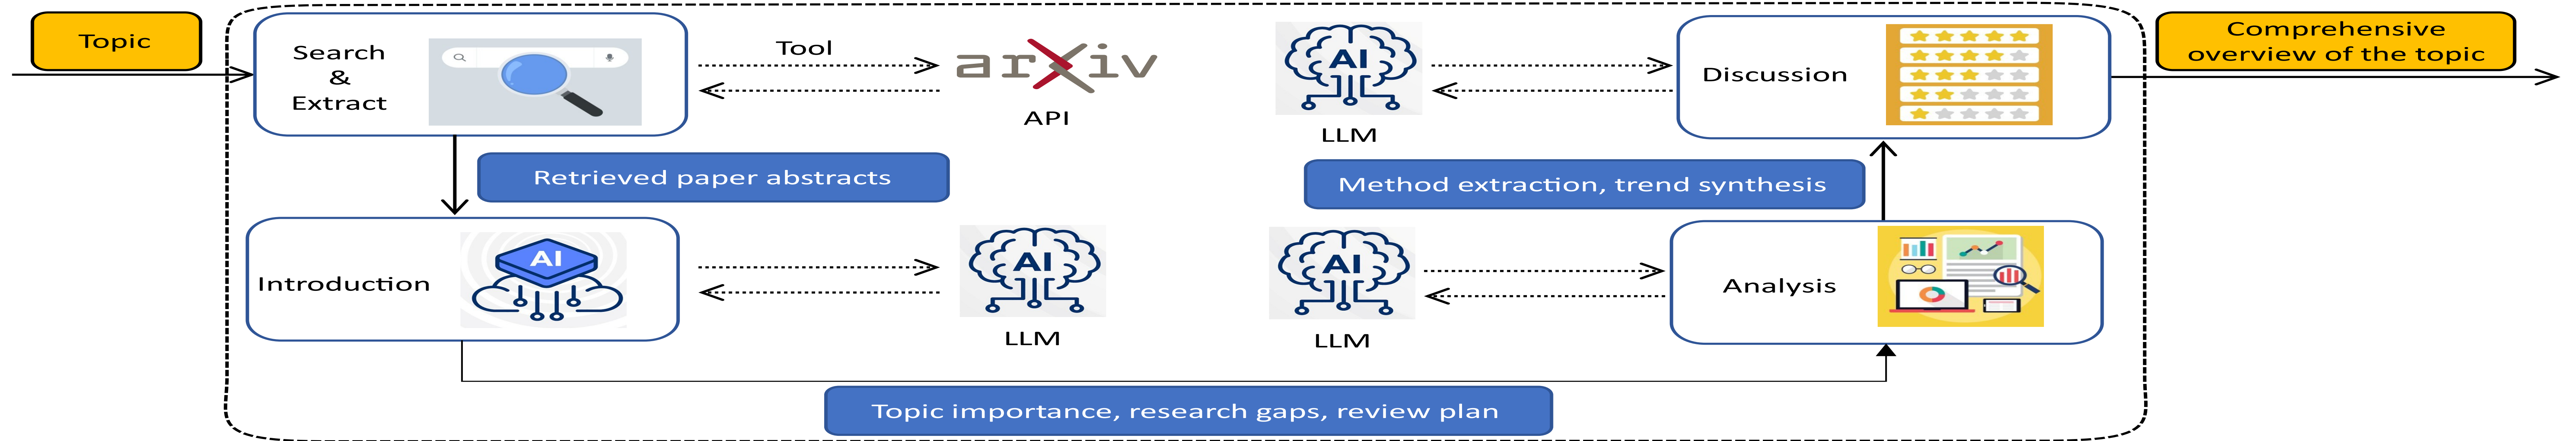 Topic
Search
&
Extract
Tool
arXiv
API
AI
LLM
Discussion
Comprehensive
overview of the topic
Retrieved paper abstracts
Method extraction, trend synthesis
Introduction
AI
AI
LLM
AI
LLM
Analysis
Topic importance, research gaps, review plan